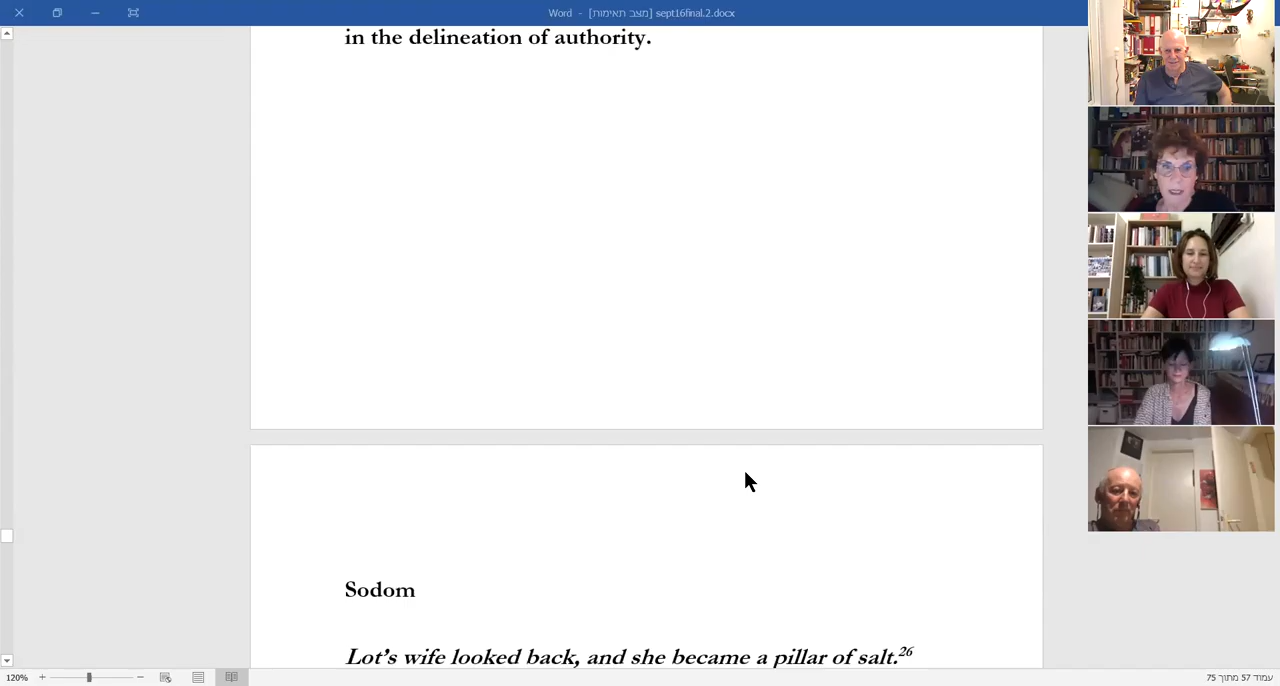 Word - [מצב תאימות] sept16final.2.docx
in the delineation of authority.
Sodom
Lot's wife looked back, and she became a pillar of salt.26
120%
עמוד 57 מתוך 75